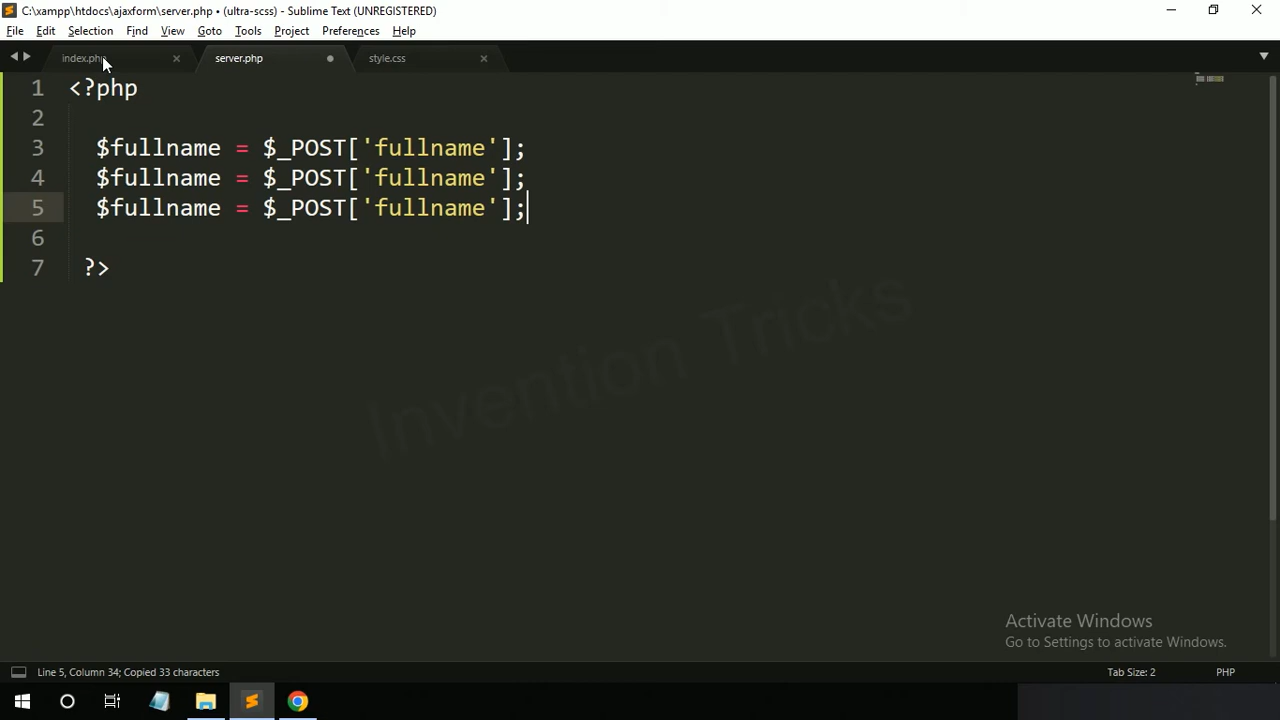 C:\xampp\htdocs\ajaxform\server.php • (ultra-scss) - Sublime Text (UNREGISTERED)
File Edit Selection Find View Goto Tools Project Preferences Help
index.php server.php style.css
1 <?php
2
3 $fullname = $_POST['fullname'];
4 $fullname = $_POST['fullname'];
5 $fullname = $_POST['fullname'];
6
7 ?>
Invention Tricks
Activate Windows
Go to Settings to activate Windows.
Line 5, Column 34; Copied 33 characters Tab Size: 2 PHP